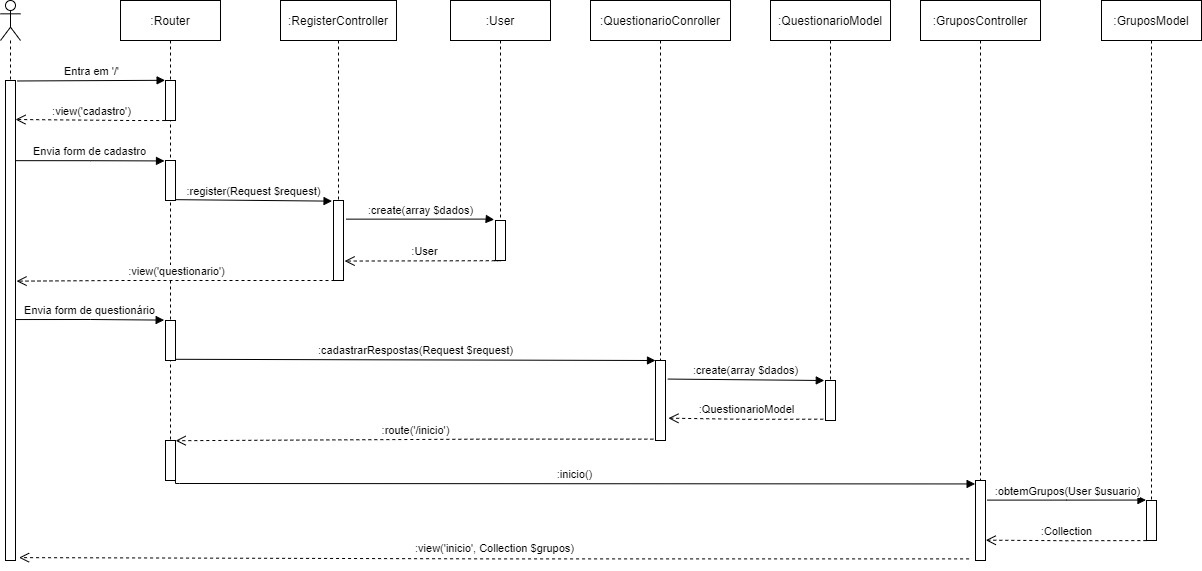 :Router
:RegisterController
:User
:QuestionarioConroller
:QuestionarioModel
:GruposController
:GruposModel
Entra em '/'
:view('cadastro')
Envia form de cadastro
:register(Request $request)
:create(array $dados)
:User
:view('questionario')
Envia form de questionário
:cadastrarRespostas(Request $request)
:create(array $dados)
:QuestionarioModel
:route('/inicio')
:inicio()
:obtemGrupos(User $usuario)
:Collection
:view('inicio', Collection $grupos)